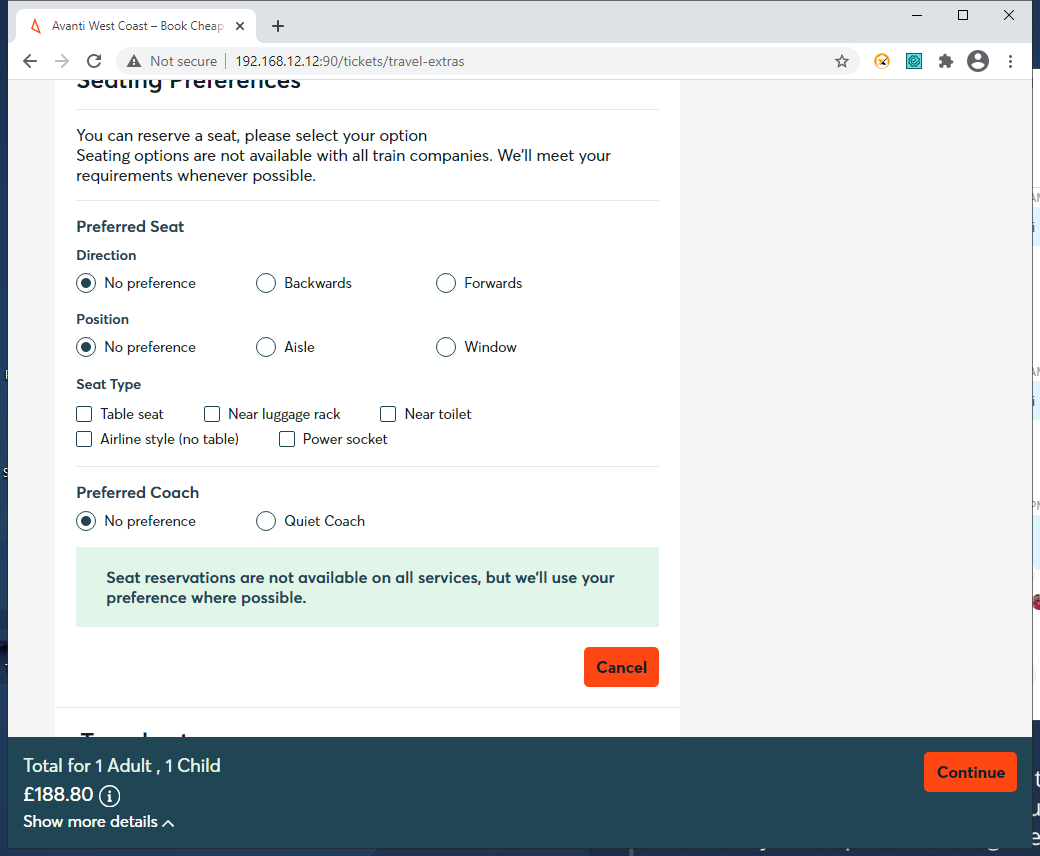 Avanti West Coast – Book Cheap
Not secure 192.168.12.12:90/tickets/travel-extras
Seating Preferences
You can reserve a seat, please select your option
Seating options are not available with all train companies. We'll meet your
requirements whenever possible.
Preferred Seat
Direction
No preference Backwards Forwards
Position
No preference Aisle Window
Seat Type
Table seat Near luggage rack Near toilet
Airline style (no table) Power socket
Preferred Coach
No preference Quiet Coach
Seat reservations are not available on all services, but we'll use your
preference where possible.
Cancel
Total for 1 Adult , 1 Child
£188.80
Show more details
Continue